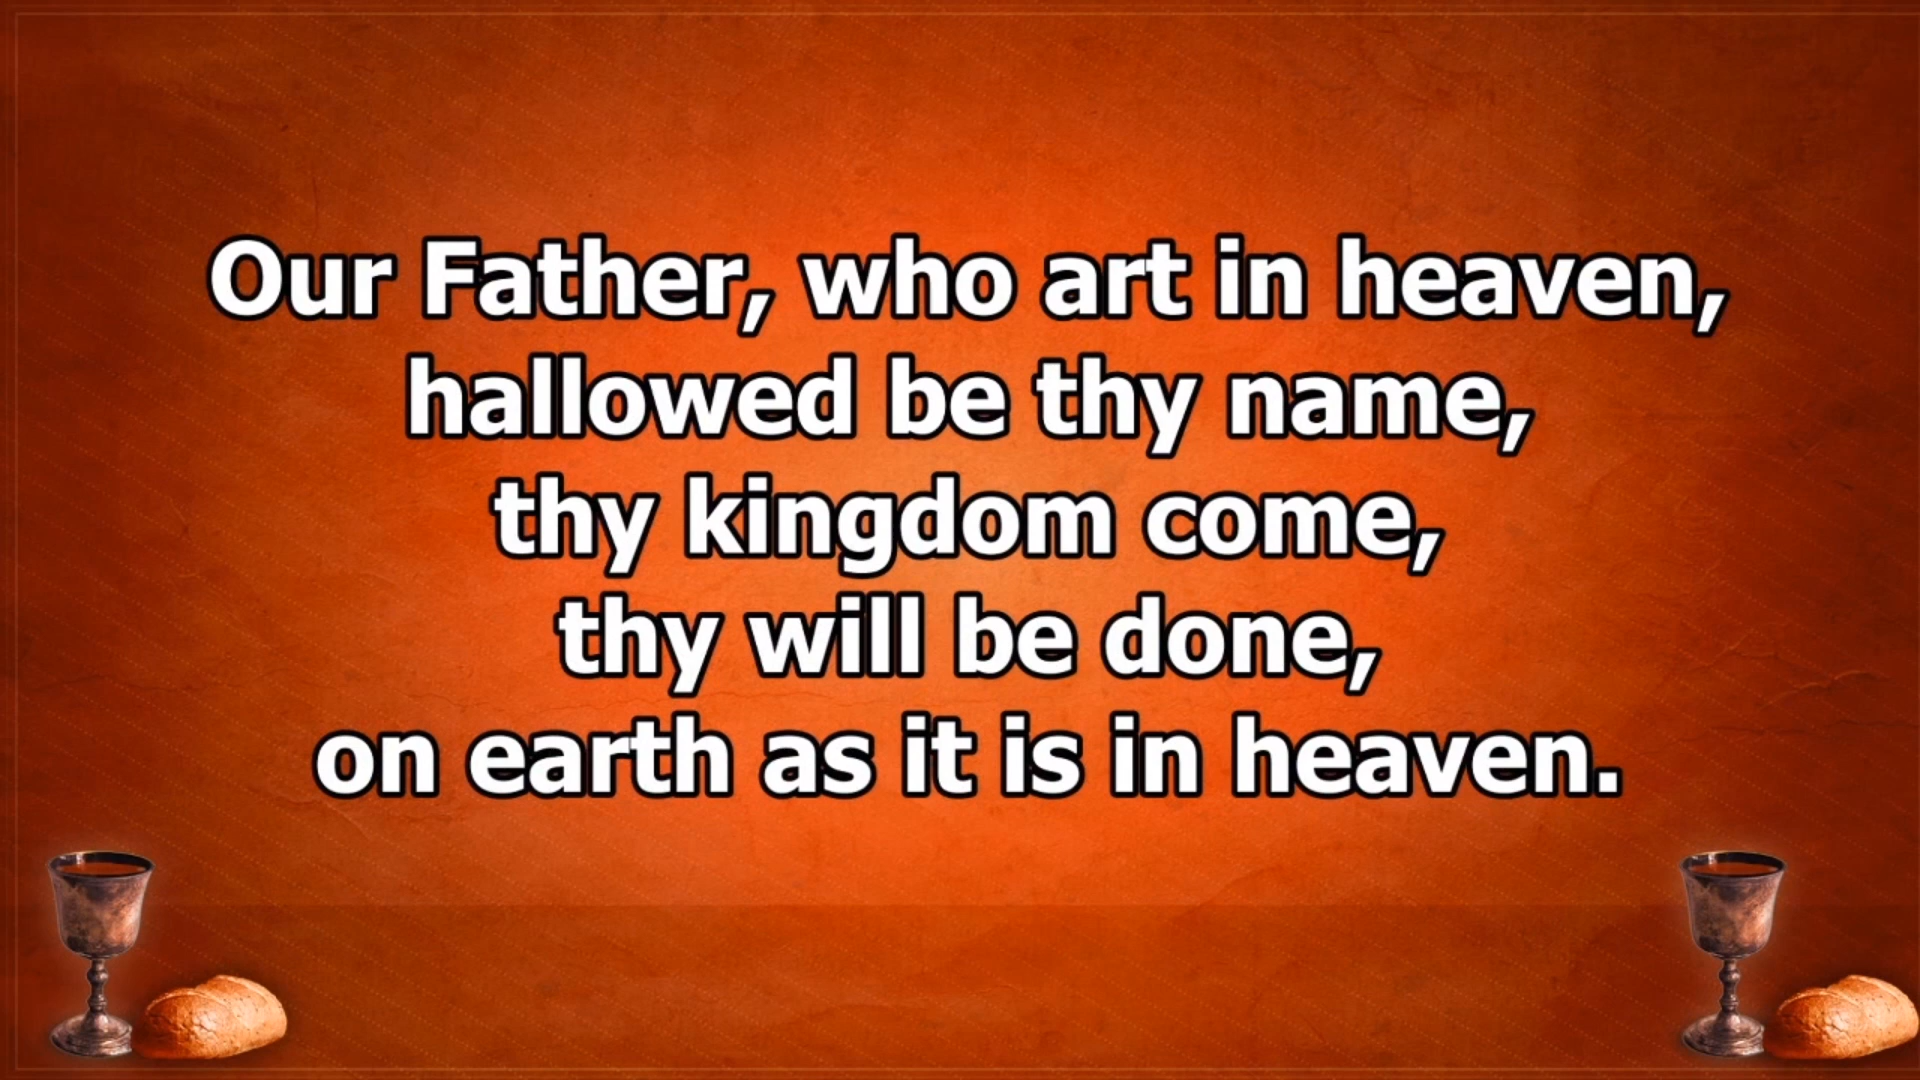 Our Father, who art in heaven,
hallowed be thy name,
thy kingdom come,
thy will be done,
on earth as it is in heaven.